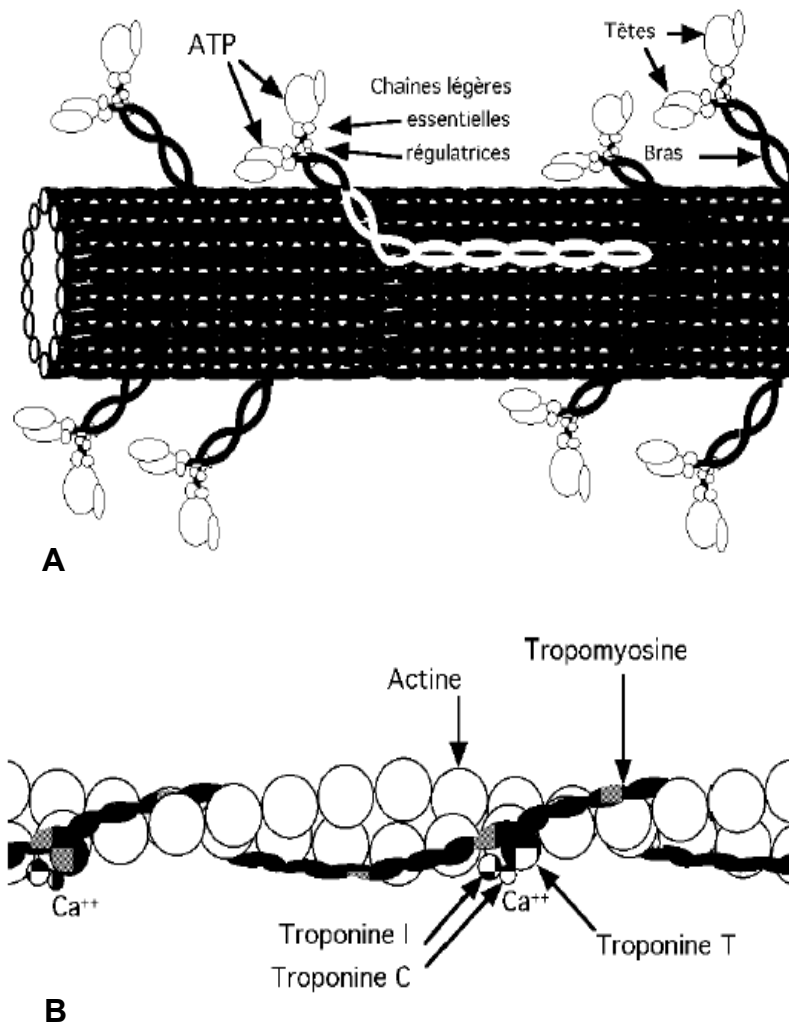 Têtes
ATP
Chaînes légères
essentielles
régulatrices
Bras
A
Tropomyosine
Actine
Ca++
Ca++
Troponine I
Troponine T
Troponine C
B